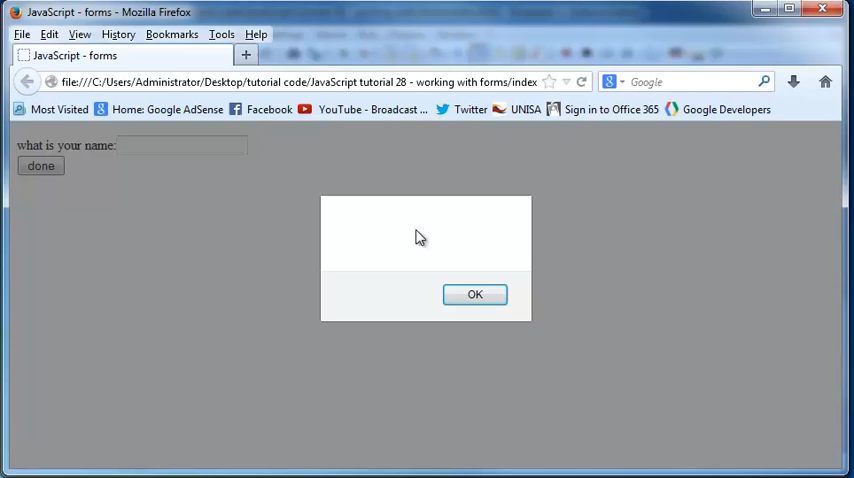 JavaScript - forms - Mozilla Firefox
File Edit View History Bookmarks Tools Help
JavaScript - forms +
file:///C:/Users/Administrator/Desktop/tutorial code/JavaScript tutorial 28 - working with forms/index 8 Google
Most Visited 8 Home: Google AdSense Facebook YouTube - Broadcast ... Twitter UNISA Sign in to Office 365 Google Developers
what is your name:
done
OK